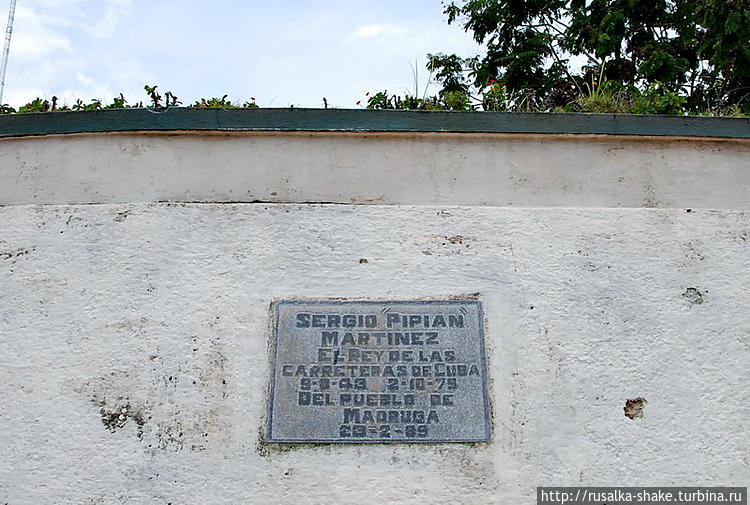 SERGIO "PIPIAN"
MARTINEZ
EL REY DE LAS
CARRETERAS DE CUBA
9-9-43 2-10-75
DEL PUEBLO DE
MADRUGA
23-2-89
© http://rusalka-shake.turbina.ru